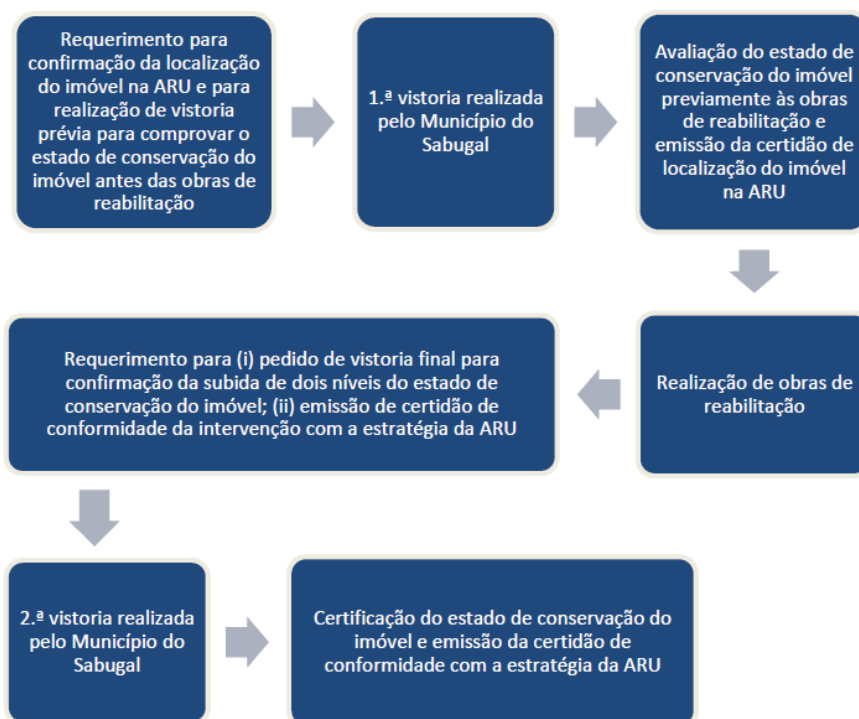 Requerimento para
confirmação da localização
do imóvel na ARU e para
realização de vistoria
prévia para comprovar o
estado de conservação do
imóvel antes das obras de
reabilitação
1.ª vistoria realizada
pelo Município do
Sabugal
Avaliação do estado de
conservação do imóvel
previamente às obras
de reabilitação e
emissão da certidão de
localização do imóvel
na ARU
Realização de obras de
reabilitação
Requerimento para (i) pedido de vistoria final para
confirmação da subida de dois níveis do estado de
conservação do imóvel; (ii) emissão de certidão de
conformidade da intervenção com a estratégia da ARU
2.ª vistoria realizada
pelo Município do
Sabugal
Certificação do estado de conservação do
imóvel e emissão da certidão de
conformidade com a estratégia da ARU